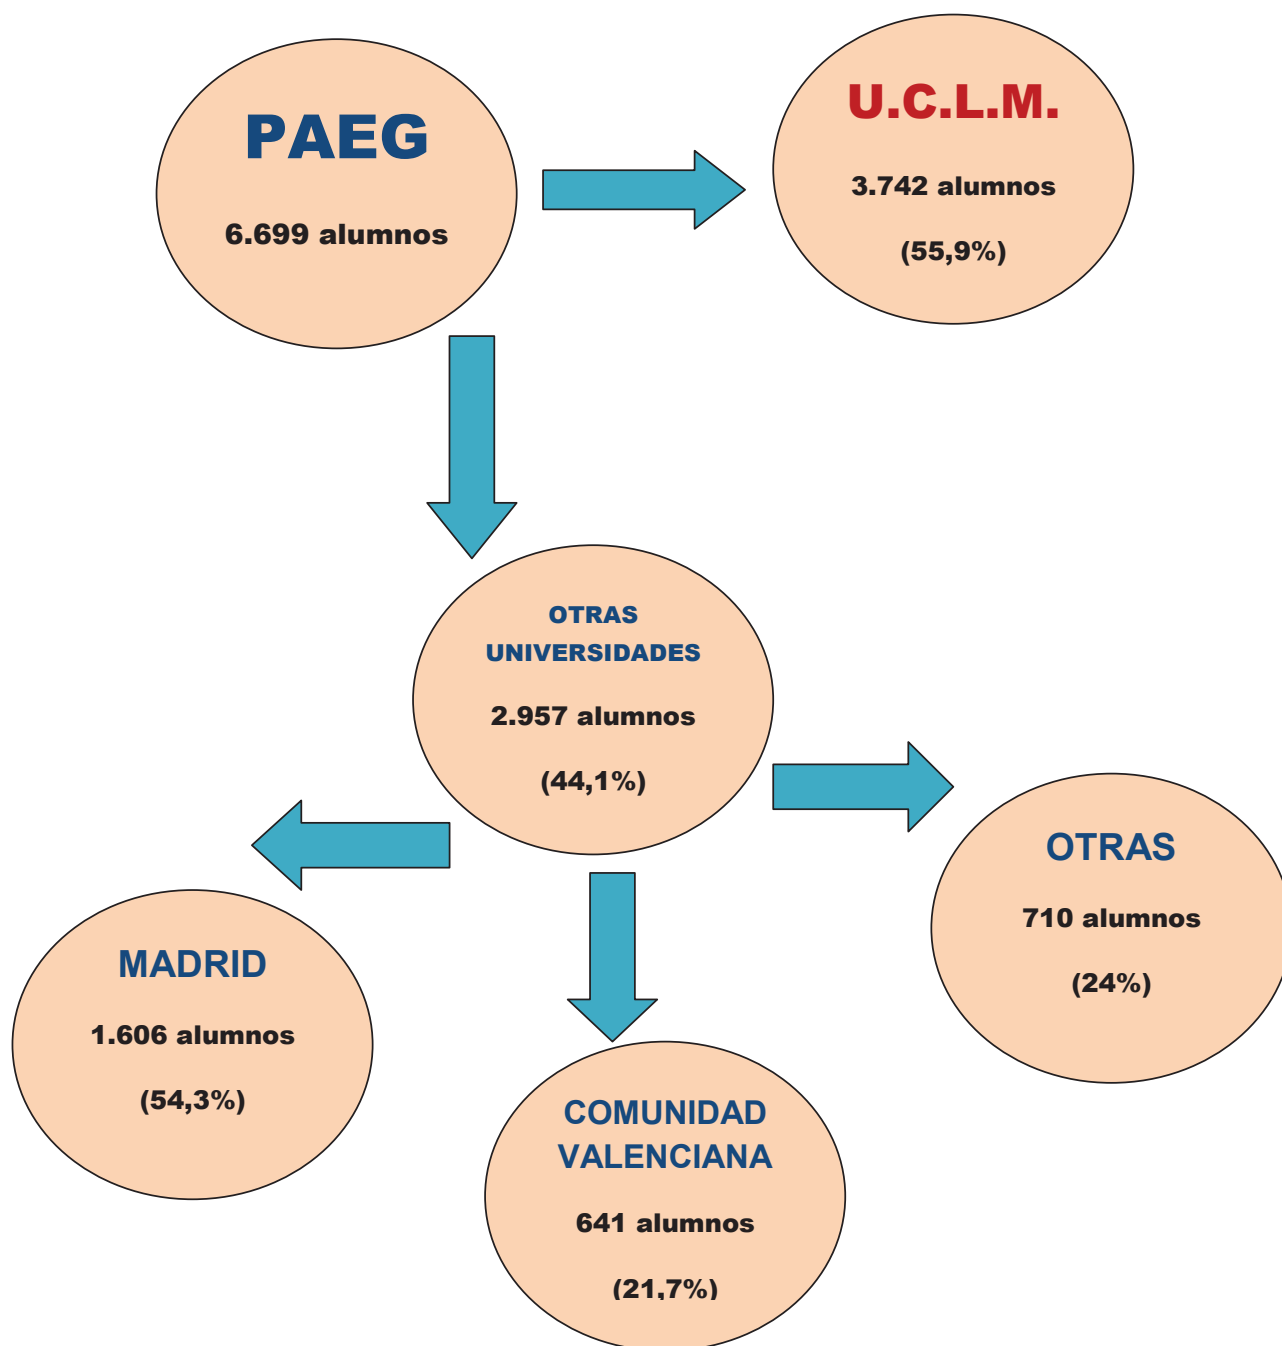 PAEG
6.699 alumnos
U.C.L.M.
3.742 alumnos
(55,9%)
OTRAS
UNIVERSIDADES
2.957 alumnos
(44,1%)
MADRID
1.606 alumnos
(54,3%)
COMUNIDAD
VALENCIANA
641 alumnos
(21,7%)
OTRAS
710 alumnos
(24%)